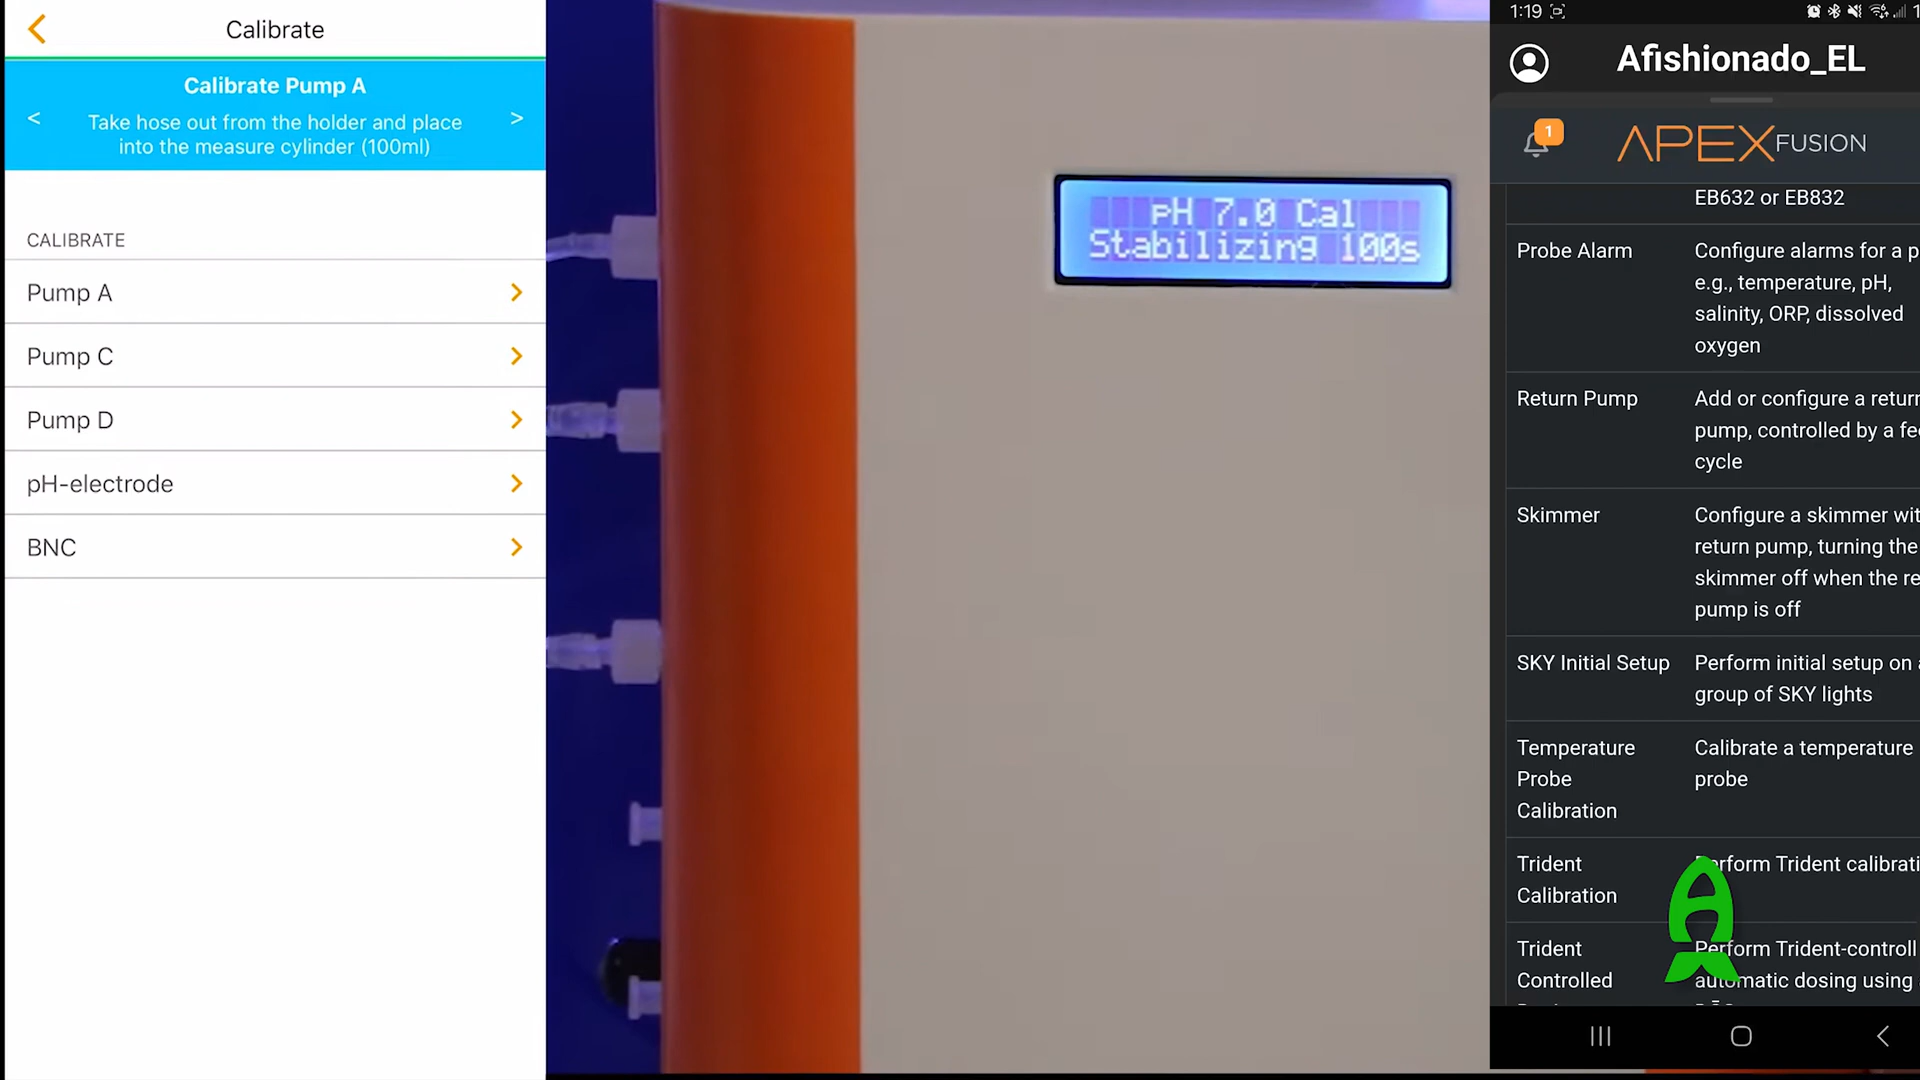 Calibrate
Calibrate Pump A
< Take hose out from the holder and place >
into the measure cylinder (100ml)
CALIBRATE
Pump A
Pump C
Pump D
pH-electrode
BNC
pH 7.0 Cal
Stabilizing 100s
1:19
Afishionado_EL
1
APEX FUSION
EB632 or EB832
Probe Alarm
Configure alarms for a p
e.g., temperature, pH,
salinity, ORP, dissolved
oxygen
Return Pump
Add or configure a return
pump, controlled by a fee
cycle
Skimmer
Configure a skimmer wit
return pump, turning the
skimmer off when the re
pump is off
SKY Initial Setup
Perform initial setup on a
group of SKY lights
Temperature
Probe
Calibration
Calibrate a temperature
probe
Trident
Calibration
Perform Trident calibrati
Trident
Controlled
Perform Trident-controll
automatic dosing using